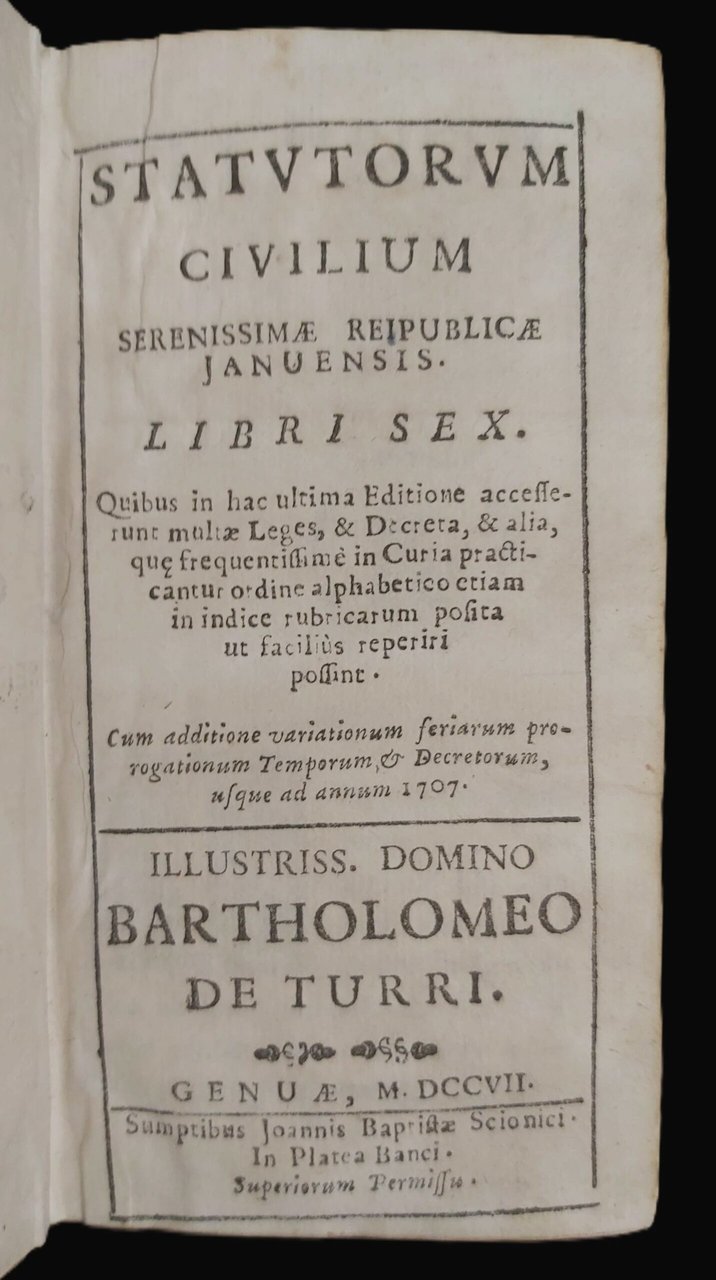 STATVTORVM
CIVILIUM
SERENISSIMÆ REIPUBLICÆ
JANUENSIS.
LIBRI SEX.
Quibus in hac ultima Editione accesse-
runt multæ Leges, & Decreta, & alia,
quę frequentissimè in Curia practi-
cantur ordine alphabetico etiam
in indice rubricarum posita
ut faciliùs reperiri
possint.
Cum additione variationum feriarum pro-
rogationum Temporum, & Decretorum,
usque ad annum 1707.
ILLUSTRISS. DOMINO
BARTHOLOMEO
DE TURRI.
GENUÆ, M. DCCVII.
Sumptibus Joannis Baptistæ Scionici.
In Platea Banci.
Superiorum Permissu.